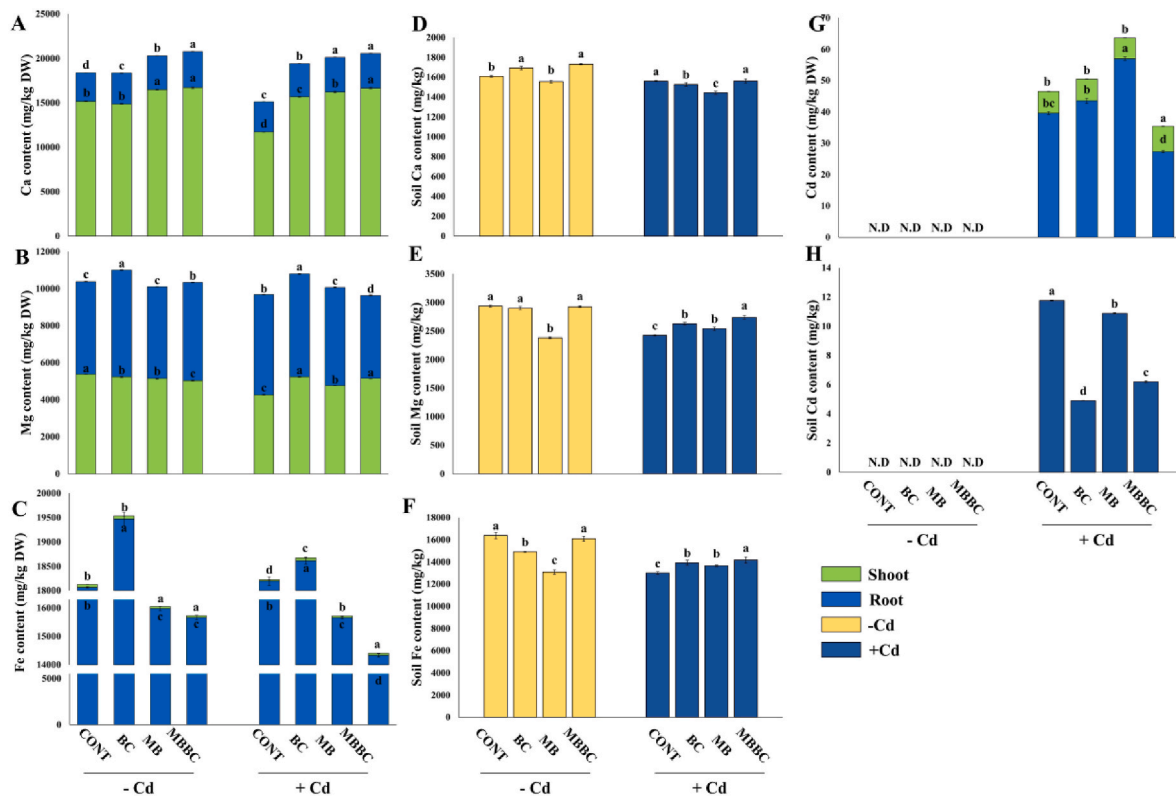 A
Ca content (mg/kg DW)
25000
20000
15000
10000
5000
0
d c b a
b b a a
c b a a
d c b a
B
Mg content (mg/kg DW)
12000
10000
8000
6000
4000
2000
0
c a c b
a b b c
b a c d
c a b a
C
Fe content (mg/kg DW)
20000
19500
19000
18500
18000
16000
15000
14000
5000
0
b b a a
b a c c
d c b a
b a c d
CONT BC MB MBBC
CONT BC MB MBBC
- Cd
+ Cd
D
Soil Ca content (mg/kg)
2000
1800
1600
1400
1200
1000
800
600
400
200
0
b a b a
a b c a
E
Soil Mg content (mg/kg)
3500
3000
2500
2000
1500
1000
500
0
a a b a
c b b a
F
Soil Fe content (mg/kg)
18000
16000
14000
12000
10000
8000
6000
4000
2000
0
a b c a
c b b a
CONT BC MB MBBC
CONT BC MB MBBC
- Cd
+ Cd
G
Cd content (mg/kg DW)
70
60
50
40
30
20
10
0
N.D N.D N.D N.D
b b b a
bc b a d
H
Soil Cd content (mg/kg)
14
12
10
8
6
4
2
0
N.D N.D N.D N.D
a d b c
CONT BC MB MBBC
CONT BC MB MBBC
- Cd
+ Cd
Shoot
Root
-Cd
+Cd